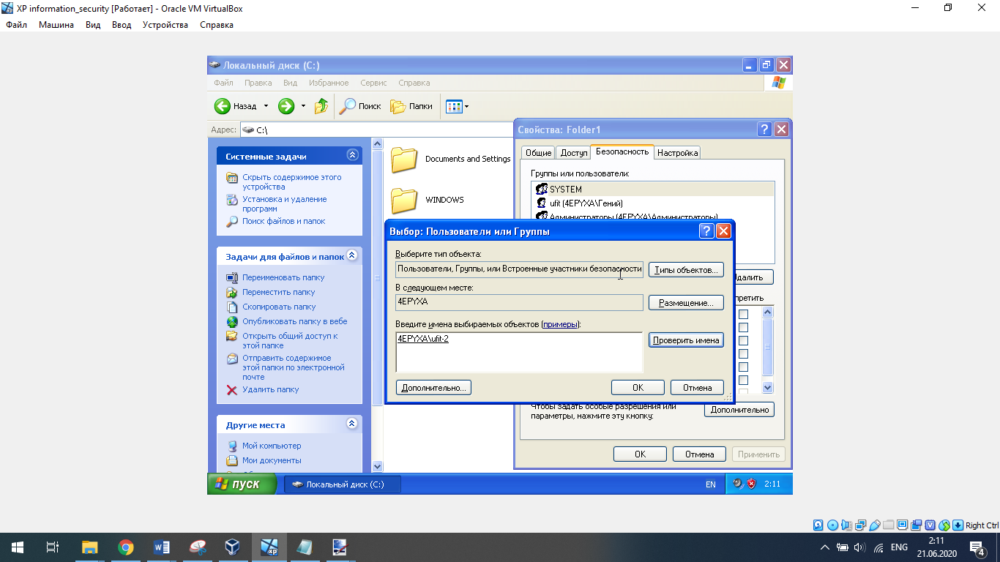 XP information_security [Работает] - Oracle VM VirtualBox
Файл Машина Вид Ввод Устройства Справка
Локальный диск (C:)
Файл Правка Вид Избранное Сервис Справка
Назад Поиск Папки
Адрес: C:\
Системные задачи
Скрыть содержимое этого
устройства
Установка и удаление
программ
Поиск файлов и папок
Задачи для файлов и папок
Переименовать папку
Переместить папку
Скопировать папку
Опубликовать папку в вебе
Открыть общий доступ к
этой папке
Отправить содержимое
этой папки по электронной
почте
Удалить папку
Другие места
Мой компьютер
Мои документы
Documents and Settings
WINDOWS
Свойства: Folder1
Общие Доступ Безопасность Настройка
Группы или пользователи:
SYSTEM
ufit (4EPYXA\Гений)
Администраторы (4EPYXA\Администраторы)
Выбор: Пользователи или Группы
Выберите тип объекта:
Пользователи, Группы, или Встроенные участники безопасности
Типы объектов...
В следующем месте:
4EPYXA
Размещение...
Введите имена выбираемых объектов (примеры):
4EPYXA\ufit-2
Проверить имена
Дополнительно... ОК Отмена
далить
претить
Чтобы задать особые разрешения или
параметры, нажмите эту кнопку:
Дополнительно
ОК Отмена Применить
пуск Локальный диск (C:) EN 2:11
Right Ctrl
W xp ENG 2:11
21.06.2020 4